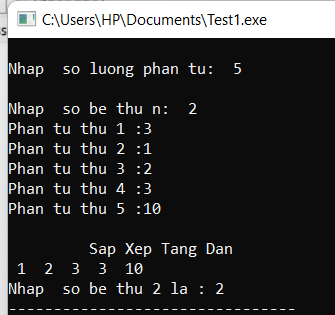 C:\Users\HP\Documents\Test1.exe
Nhap so luong phan tu: 5
Nhap so be thu n: 2
Phan tu thu 1 :3
Phan tu thu 2 :1
Phan tu thu 3 :2
Phan tu thu 4 :3
Phan tu thu 5 :10
Sap Xep Tang Dan
1 2 3 3 10
Nhap so be thu 2 la : 2
--------------------------------